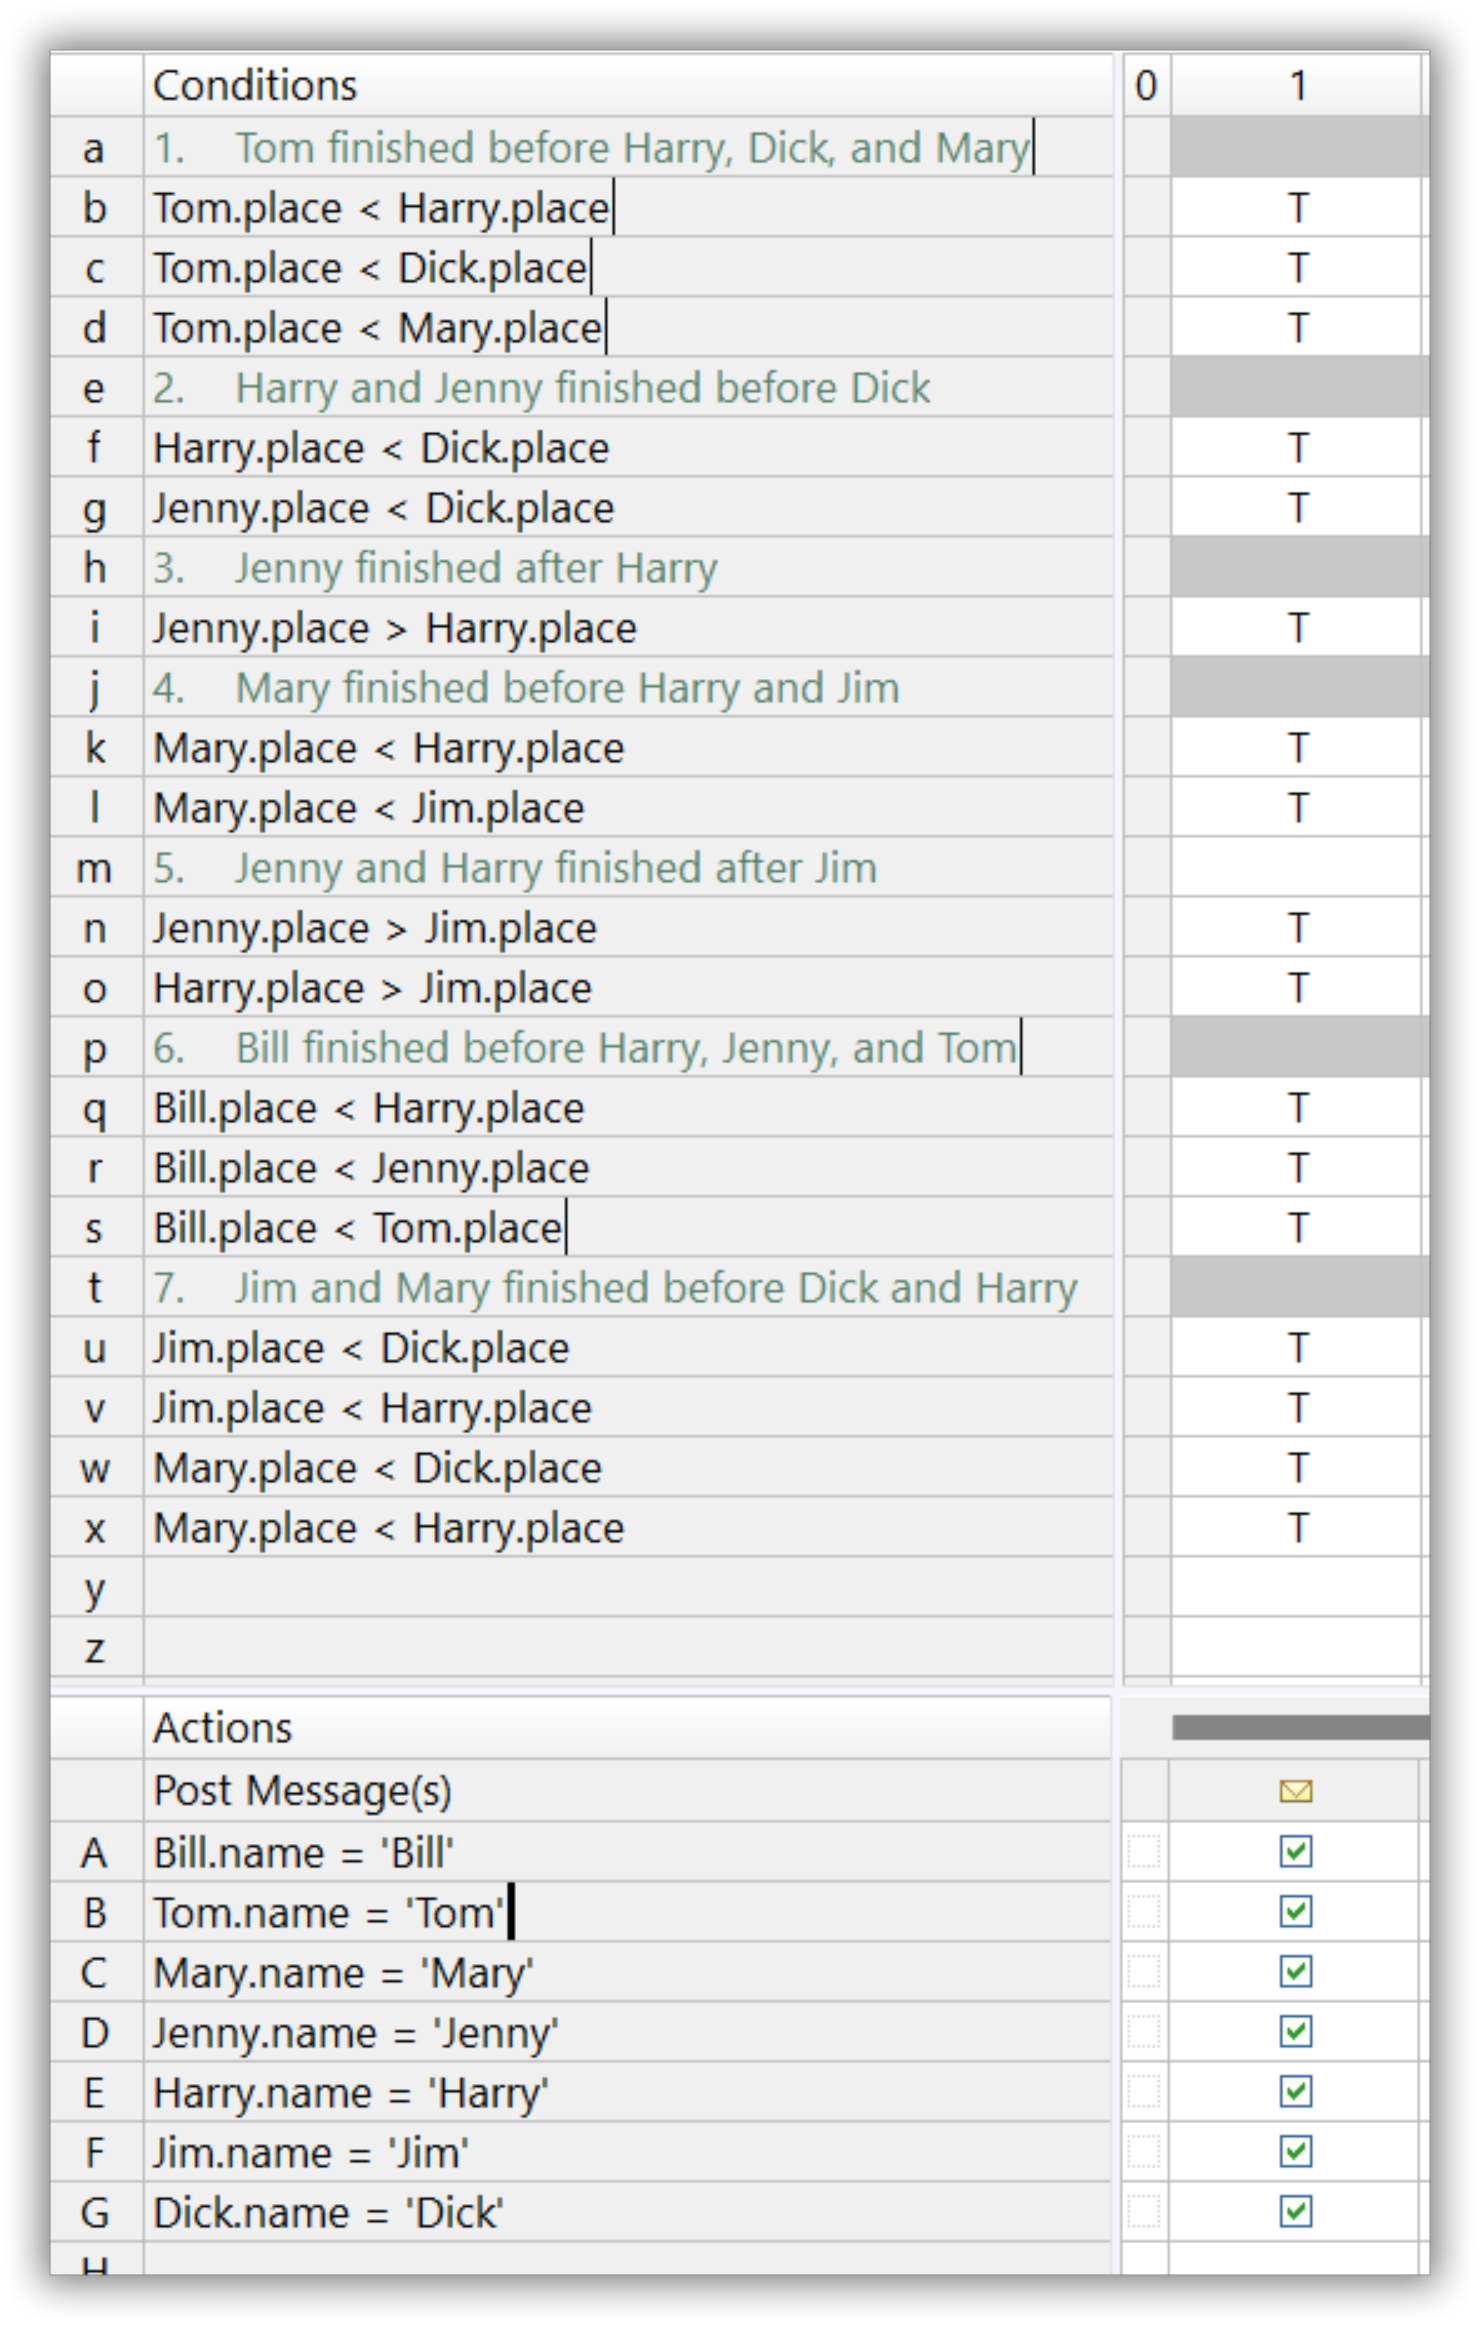 Conditions 0 1
a 1. Tom finished before Harry, Dick, and Mary
b Tom.place < Harry.place T
c Tom.place < Dick.place T
d Tom.place < Mary.place T
e 2. Harry and Jenny finished before Dick
f Harry.place < Dick.place T
g Jenny.place < Dick.place T
h 3. Jenny finished after Harry
i Jenny.place > Harry.place T
j 4. Mary finished before Harry and Jim
k Mary.place < Harry.place T
l Mary.place < Jim.place T
m 5. Jenny and Harry finished after Jim
n Jenny.place > Jim.place T
o Harry.place > Jim.place T
p 6. Bill finished before Harry, Jenny, and Tom
q Bill.place < Harry.place T
r Bill.place < Jenny.place T
s Bill.place < Tom.place T
t 7. Jim and Mary finished before Dick and Harry
u Jim.place < Dick.place T
v Jim.place < Harry.place T
w Mary.place < Dick.place T
x Mary.place < Harry.place T
y
z
Actions
Post Message(s)
A Bill.name = 'Bill'
B Tom.name = 'Tom'
C Mary.name = 'Mary'
D Jenny.name = 'Jenny'
E Harry.name = 'Harry'
F Jim.name = 'Jim'
G Dick.name = 'Dick'
H